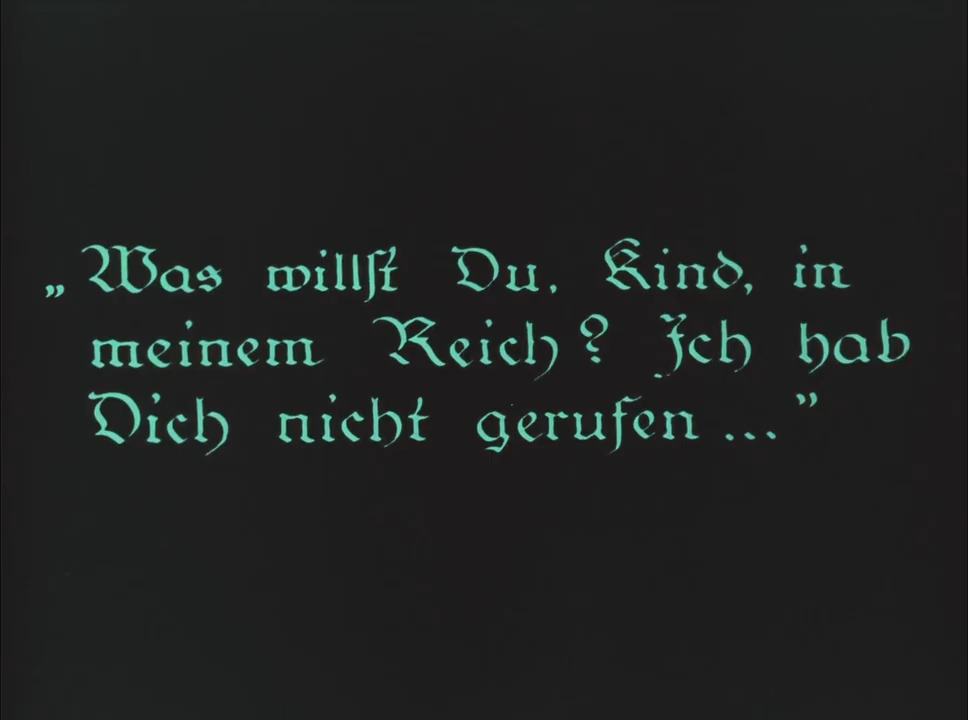 „Was willſt Du, Kind, in
meinem Reich? Ich hab
Dich nicht gerufen...”